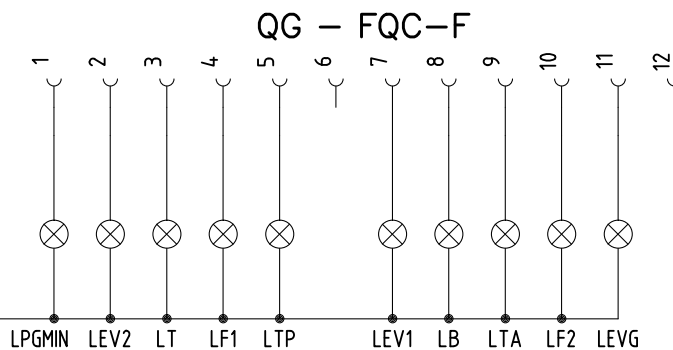 QG – FQC–F
1 2 3 4 5 6 7 8 9 10 11 12
LPGMIN LEV2 LT LF1 LTP LEV1 LB LTA LF2 LEVG